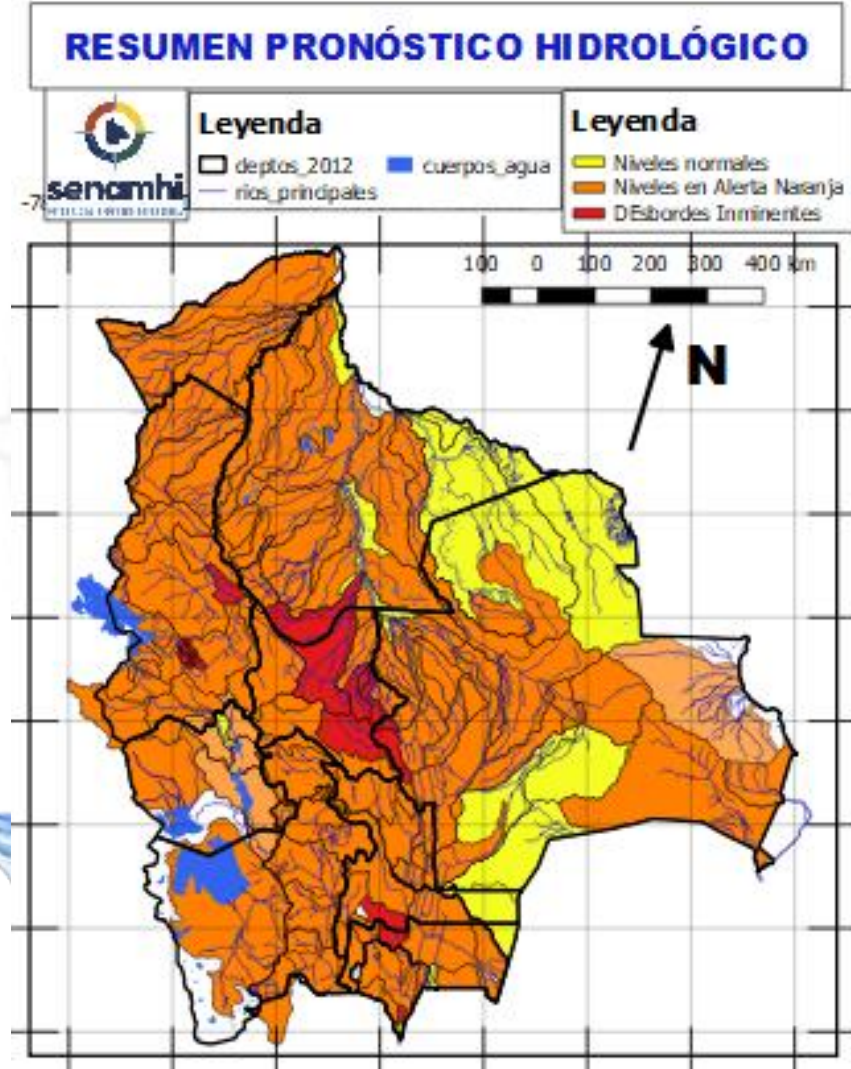 RESUMEN PRONÓSTICO HIDROLÓGICO
senamhi
Leyenda
deptos_2012
cuerpos_agua
rios_principales
Leyenda
Niveles normales
Niveles en Alerta Naranja
DEsbordes Inminentes
100 0 100 200 300 400 km
N